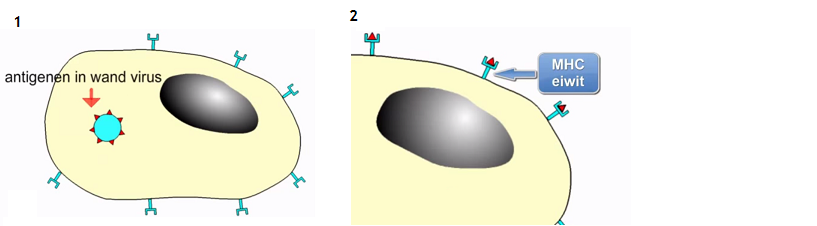 1
antigenen in wand virus
2
MHC
eiwit